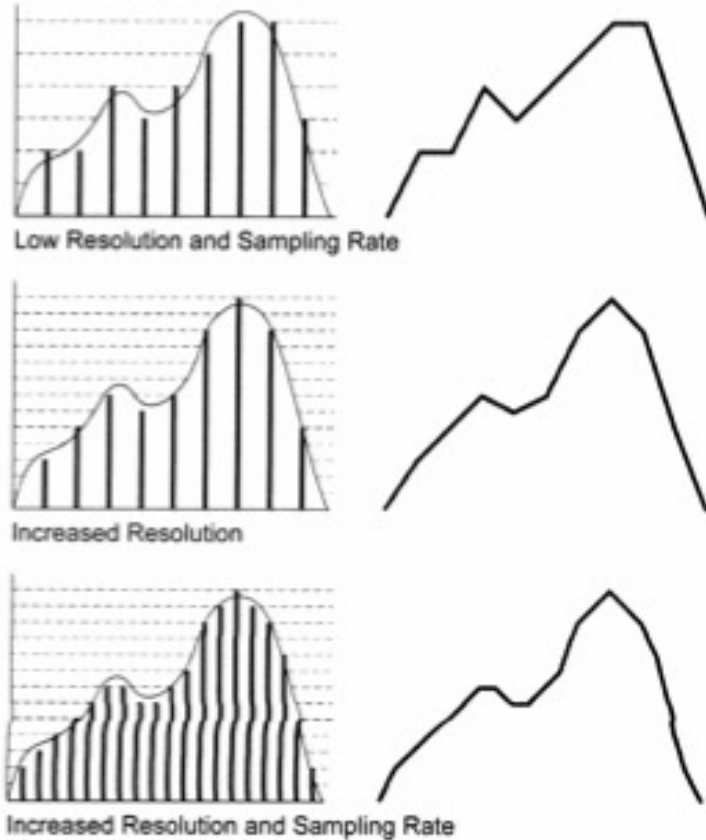 Low Resolution and Sampling Rate
Increased Resolution
Increased Resolution and Sampling Rate